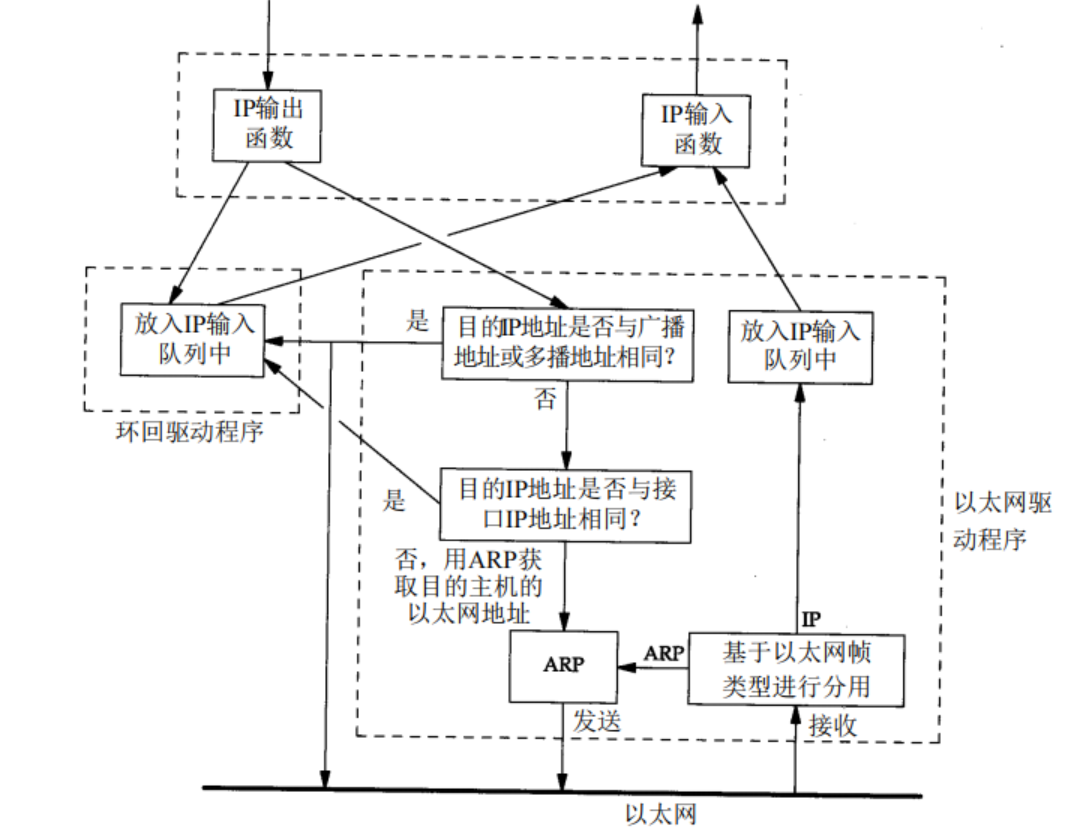 IP输出
函数
IP输入
函数
放入IP输入
队列中
环回驱动程序
是
目的IP地址是否与广播
地址或多播地址相同？
放入IP输入
队列中
否
是
目的IP地址是否与接
口IP地址相同？
以太网驱
动程序
否，用ARP获
取目的主机的
以太网地址
IP
ARP
ARP
基于以太网帧
类型进行分用
发送
接收
以太网